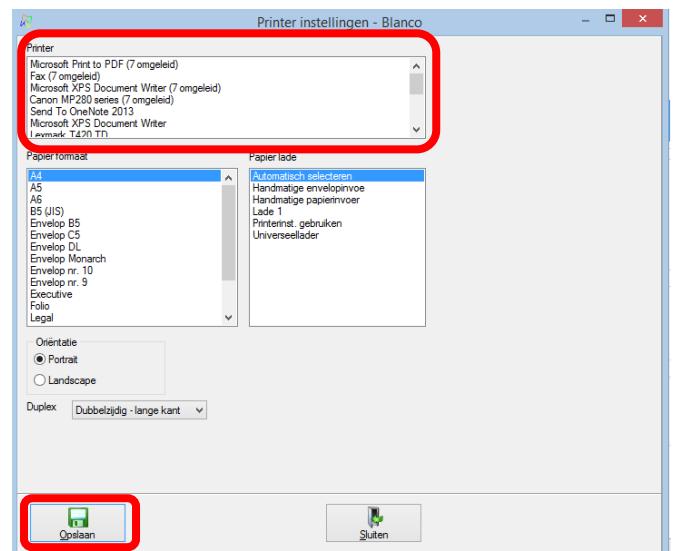 Printer instellingen - Blanco
Printer
Microsoft Print to PDF (7 omgeleid)
Fax (7 omgeleid)
Microsoft XPS Document Writer (7 omgeleid)
Canon MP280 series (7 omgeleid)
Send To OneNote 2013
Microsoft XPS Document Writer
Lexmark T420 TD
Papier formaat
A4
A5
A6
B5 (JIS)
Envelop B5
Envelop C5
Envelop DL
Envelop Monarch
Envelop nr. 10
Envelop nr. 9
Executive
Folio
Legal
Papier lade
Automatisch selecteren
Handmatige envelopinvoe
Handmatige papierinvoer
Lade 1
Printerinst. gebruiken
Universeellader
Oriëntatie
Portrait
Landscape
Duplex
Dubbelzijdig - lange kant
Opslaan
Sluiten